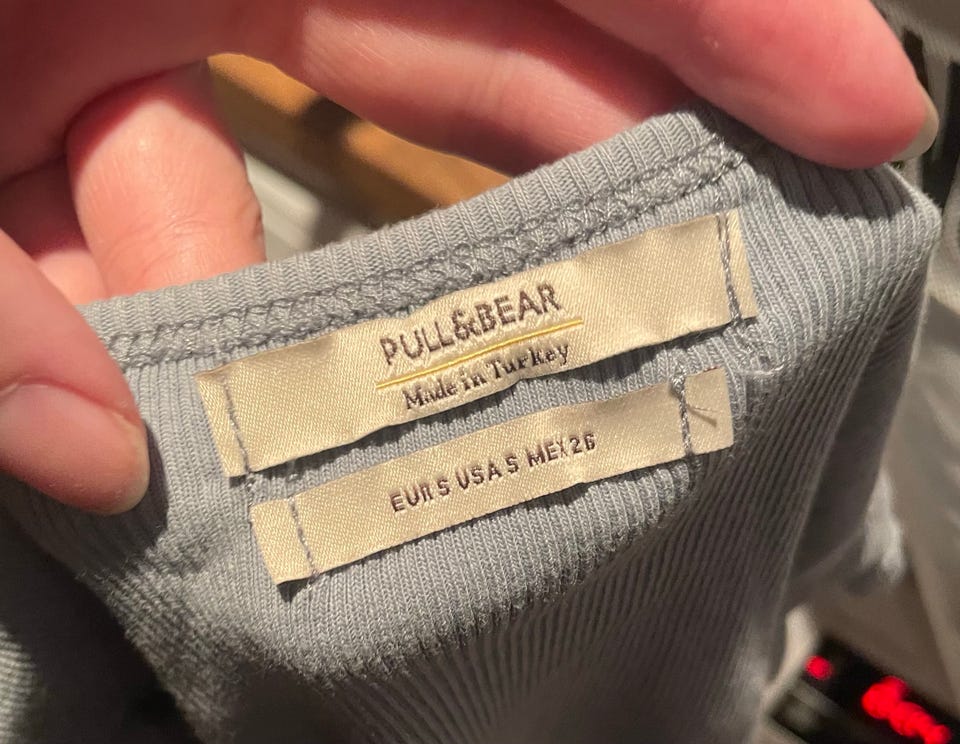 PULL&BEAR
Made in Turkey
EUR S USA S MEX 26